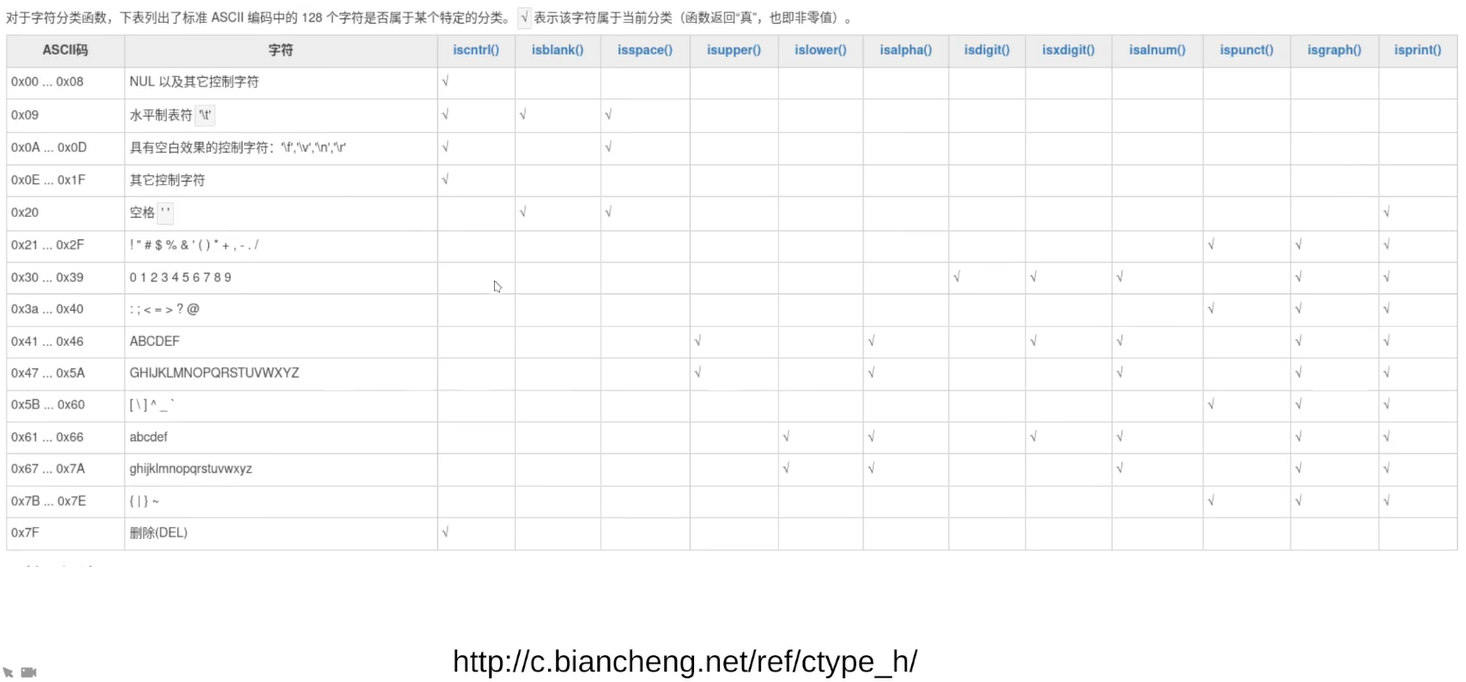 对于字符分类函数，下表列出了标准 ASCII 编码中的 128 个字符是否属于某个特定的分类。 √ 表示该字符属于当前分类（函数返回“真”，也即非零值）。
ASCII码 字符 iscntrl() isblank() isspace() isupper() islower() isalpha() isdigit() isxdigit() isalnum() ispunct() isgraph() isprint()
0x00 ... 0x08 NUL 以及其它控制字符 √
0x09 水平制表符 '\t' √ √ √
0x0A ... 0x0D 具有空白效果的控制字符：'\f','\v','\n','\r' √ √
0x0E ... 0x1F 其它控制字符 √
0x20 空格 ' ' √ √ √
0x21 ... 0x2F ! " # $ % & ' ( ) * + , - . / √ √ √
0x30 ... 0x39 0 1 2 3 4 5 6 7 8 9 √ √ √ √ √
0x3a ... 0x40 : ; < = > ? @ √ √ √
0x41 ... 0x46 ABCDEF √ √ √ √ √ √
0x47 ... 0x5A GHIJKLMNOPQRSTUVWXYZ √ √ √ √ √
0x5B ... 0x60 [ \ ] ^ _ ` √ √ √
0x61 ... 0x66 abcdef √ √ √ √ √ √
0x67 ... 0x7A ghijklmnopqrstuvwxyz √ √ √ √ √
0x7B ... 0x7E { | } ~ √ √ √
0x7F 删除(DEL) √
http://c.biancheng.net/ref/ctype_h/